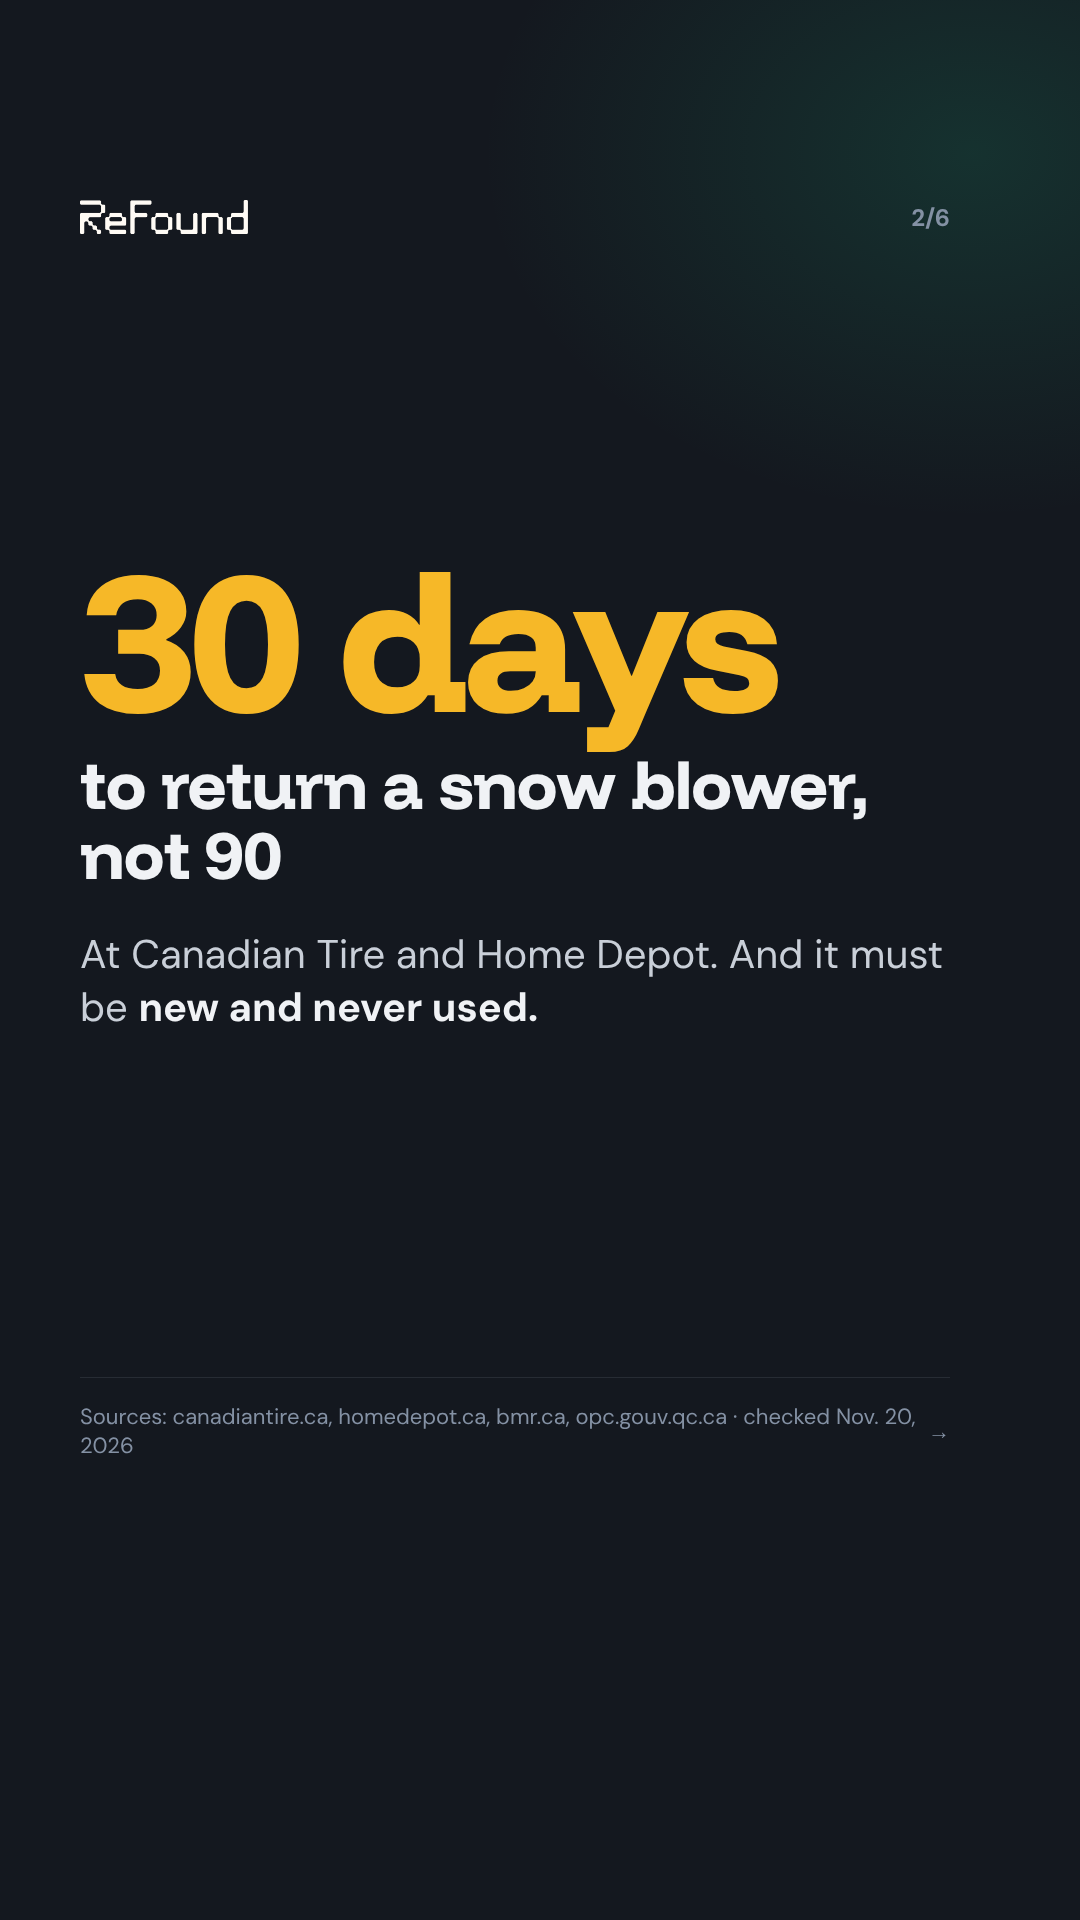 ReFound
2/6
30 days
to return a snow blower,
not 90
At Canadian Tire and Home Depot. And it must
be new and never used.
Sources: canadiantire.ca, homedepot.ca, bmr.ca, opc.gouv.qc.ca · checked Nov. 20,
2026 →